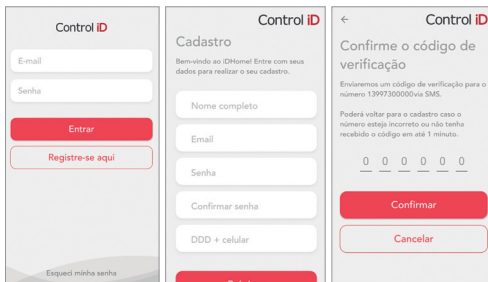 Control iD
E-mail
Senha
Entrar
Registre-se aqui
Esqueci minha senha
Control iD
Cadastro
Bem-vindo ao iDHome! Entre com seus
dados para realizar o seu cadastro.
Nome completo
Email
Senha
Confirmar senha
DDD + celular
Control iD
Confirme o código de
verificação
Enviaremos um código de verificação para o
número 13997300000via SMS.
Poderá voltar para o cadastro caso o
número esteja incorreto ou não tenha
recebido o código em até 1 minuto.
0 0 0 0 0 0
Confirmar
Cancelar